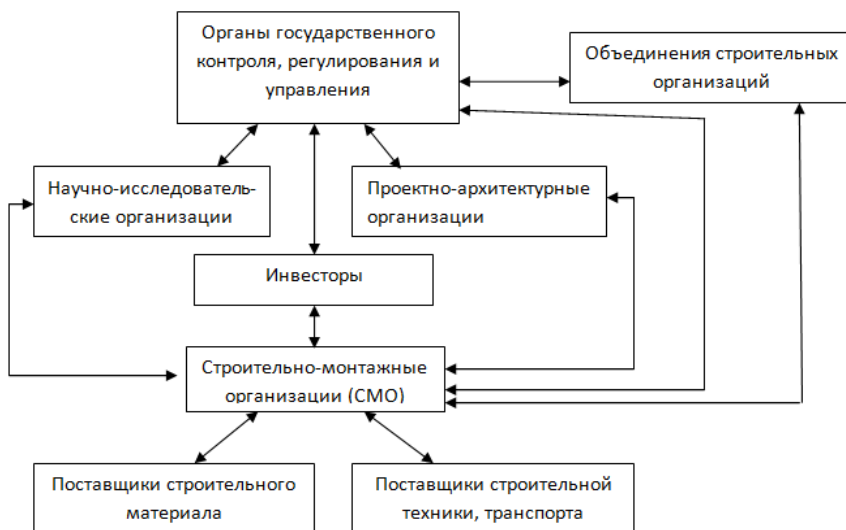 Органы государственного
контроля, регулирования и
управления
Объединения строительных
организаций
Научно-исследователь-
ские организации
Проектно-архитектурные
организации
Инвесторы
Строительно-монтажные
организации (СМО)
Поставщики строительного
материала
Поставщики строительной
техники, транспорта